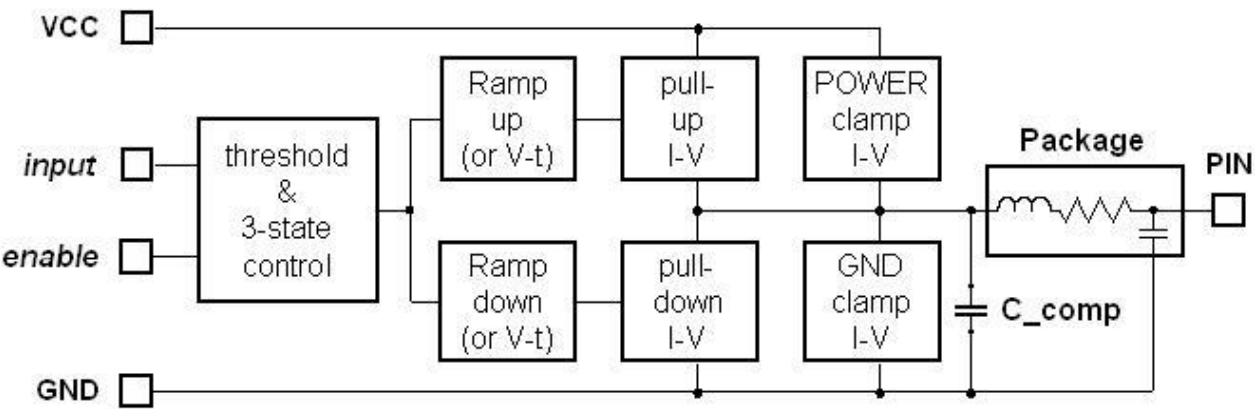 VCC
input
enable
GND
threshold
&
3-state
control
Ramp
up
(or V-t)
Ramp
down
(or V-t)
pull-
up
I-V
pull-
down
I-V
POWER
clamp
I-V
GND
clamp
I-V
C_comp
Package
PIN